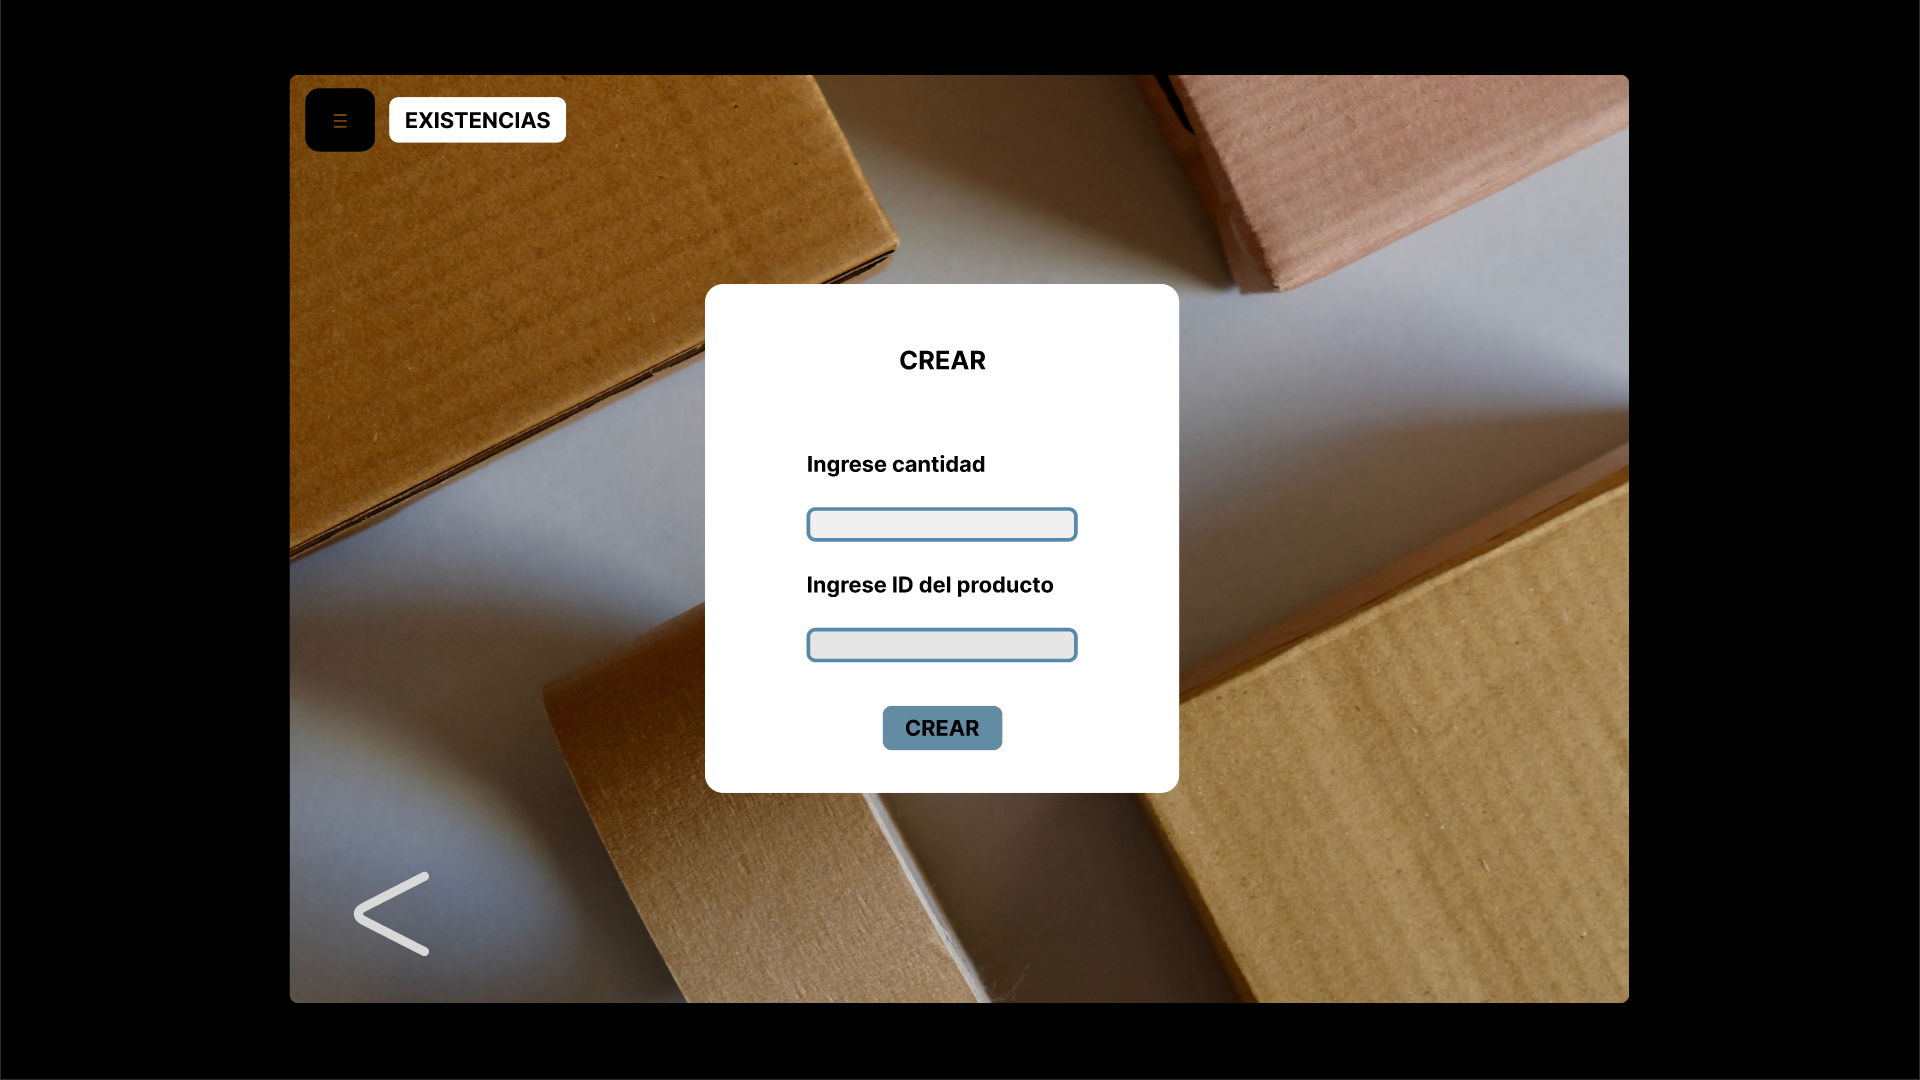 EXISTENCIAS
CREAR
Ingrese cantidad
Ingrese ID del producto
CREAR